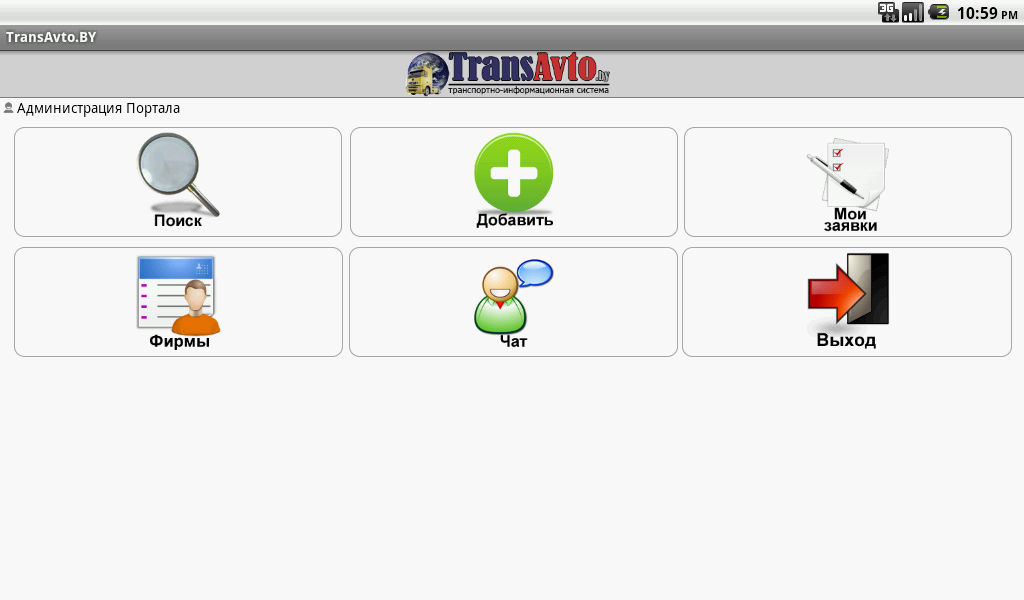 3G 10:59 PM
TransAvto.BY
TransAvto.by
транспортно-информационная система
Администрация Портала
Поиск
Добавить
Мои
заявки
Фирмы
Чат
Выход